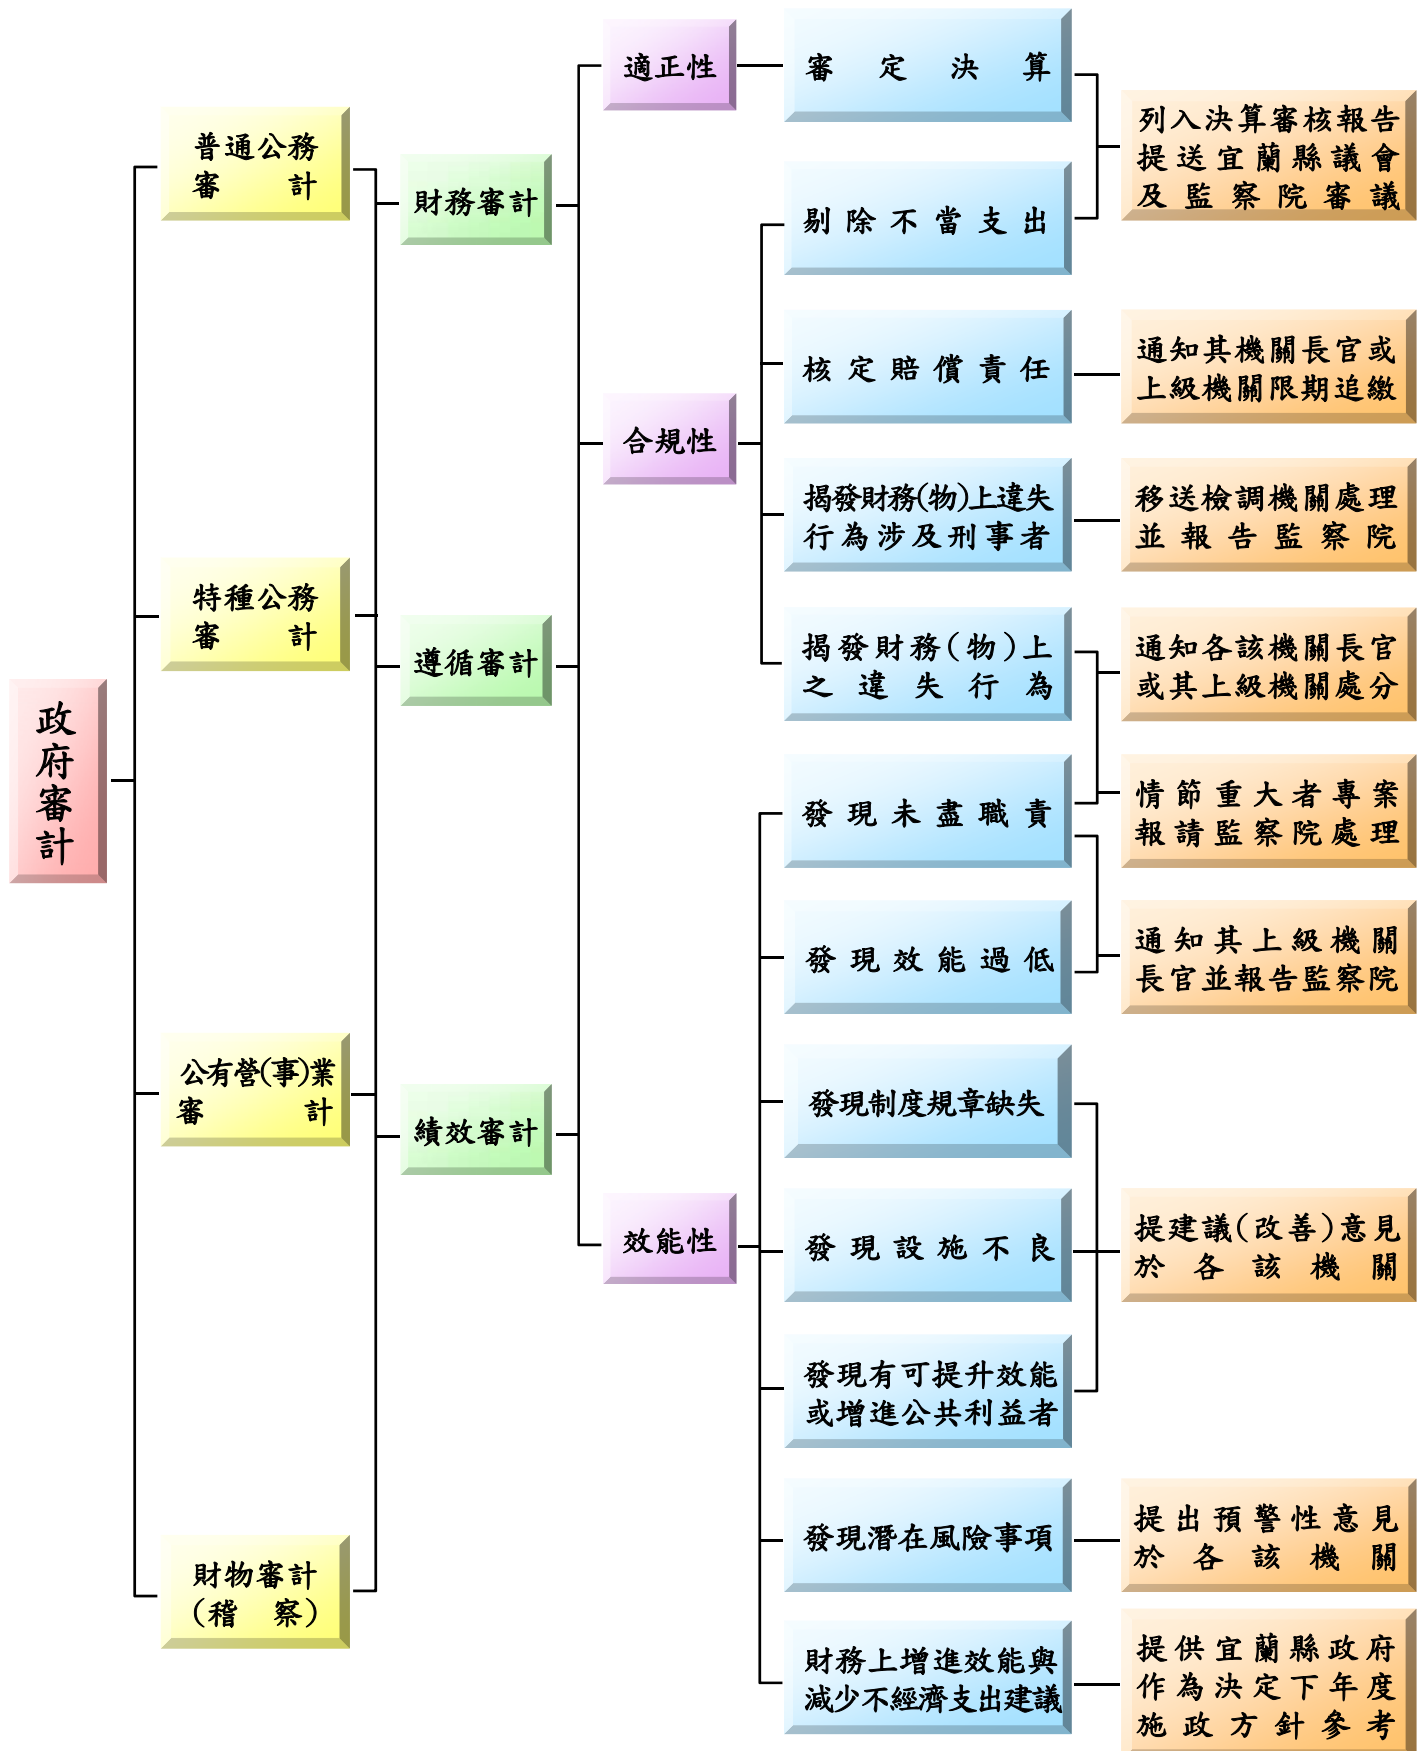 政府審計
普通公務
審計
特種公務
審計
公有營(事)業
審計
財物審計
(稽察)
財務審計
遵循審計
績效審計
適正性
合規性
效能性
審定決算
剔除不當支出
核定賠償責任
揭發財務(物)上違失
行為涉及刑事者
揭發財務(物)上
之違失行為
發現未盡職責
發現效能過低
發現制度規章缺失
發現設施不良
發現有可提升效能
或增進公共利益者
發現潛在風險事項
財務上增進效能與
減少不經濟支出建議
列入決算審核報告
提送宜蘭縣議會
及監察院審議
通知其機關長官或
上級機關限期追繳
移送檢調機關處理
並報告監察院
通知各該機關長官
或其上級機關處分
情節重大者專案
報請監察院處理
通知其上級機關
長官並報告監察院
提建議(改善)意見
於各該機關
提出預警性意見
於各該機關
提供宜蘭縣政府
作為決定下年度
施政方針參考